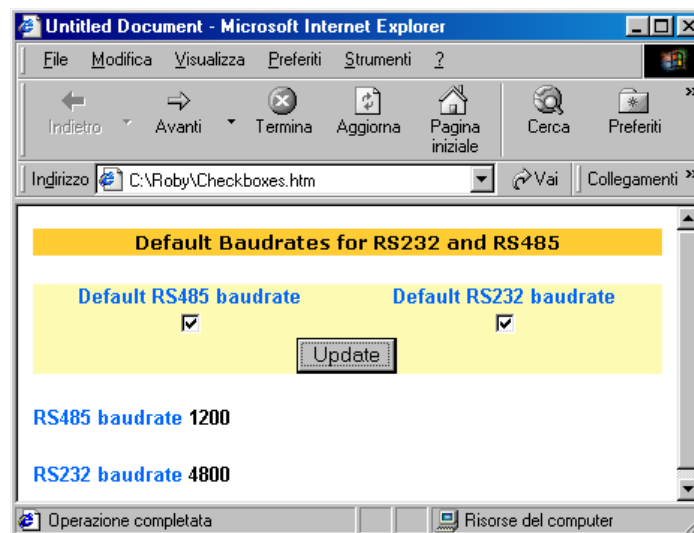 Untitled Document - Microsoft Internet Explorer
File Modifica Visualizza Preferiti Strumenti ?
Indietro Avanti Termina Aggiorna Pagina iniziale Cerca Preferiti »
Indirizzo C:\Roby\Checkboxes.htm Vai Collegamenti »
Default Baudrates for RS232 and RS485
Default RS485 baudrate Default RS232 baudrate
Update
RS485 baudrate 1200
RS232 baudrate 4800
Operazione completata Risorse del computer